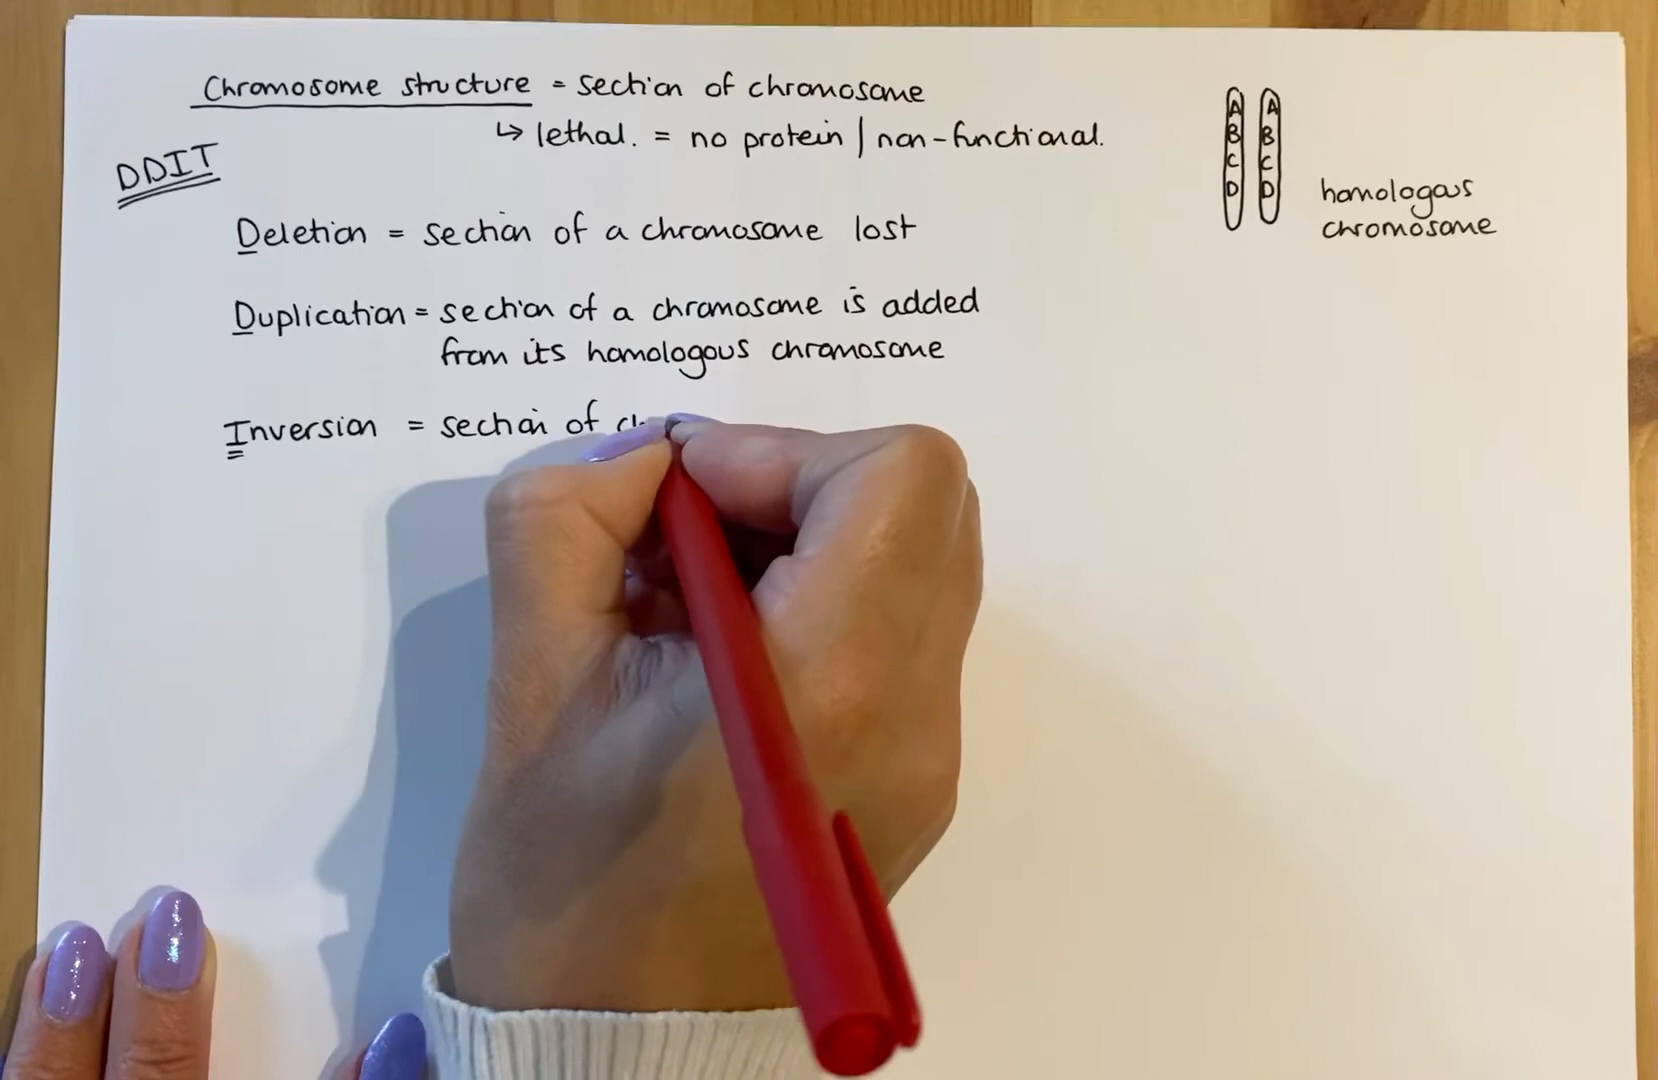 Chromosome structure = section of chromosome
↳ lethal. = no protein / non-functional.
DDIT
Deletion = section of a chromosome lost
Duplication = section of a chromosome is added
from its homologous chromosome
Inversion = section of
A A
B B
C C
D D
homologous
chromosome